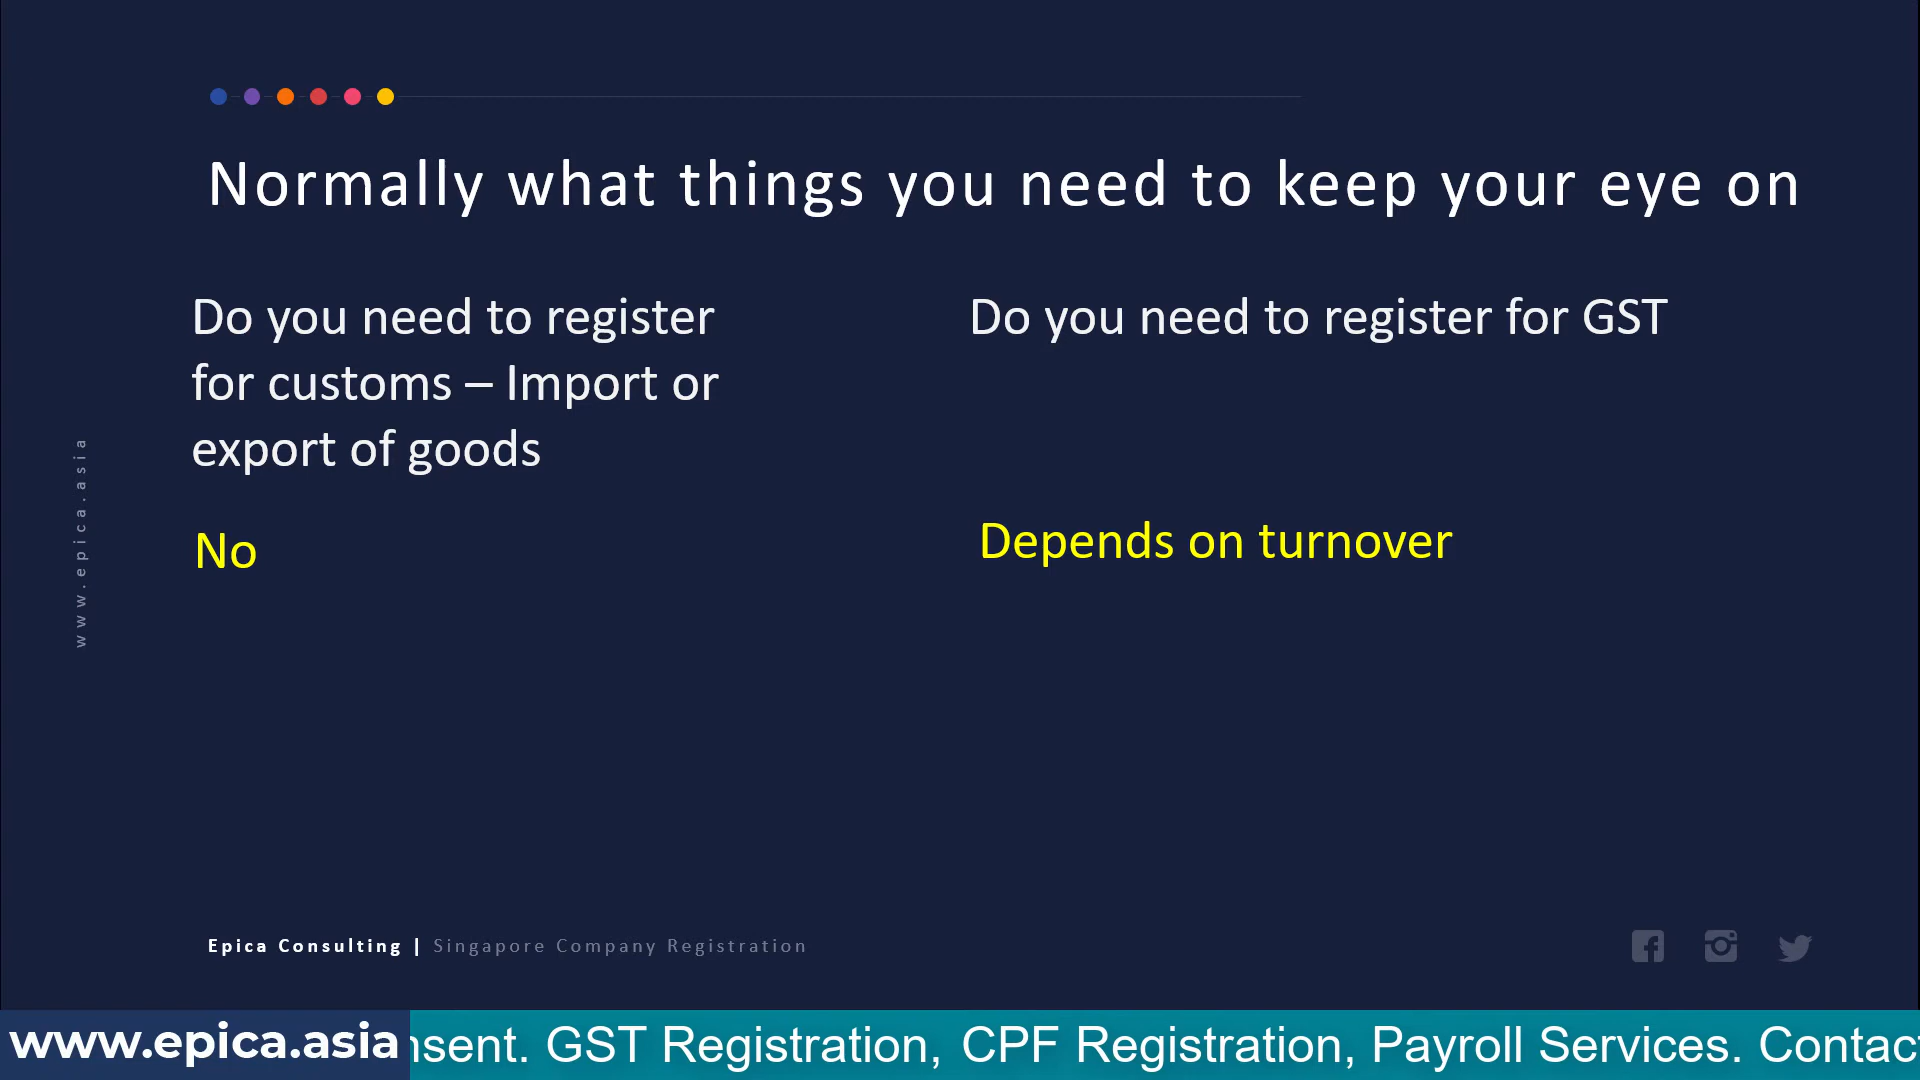 Normally what things you need to keep your eye on
Do you need to register
for customs – Import or
export of goods
No
Do you need to register for GST
Depends on turnover
www.epica.asia
Epica Consulting | Singapore Company Registration
www.epica.asia
nsent. GST Registration, CPF Registration, Payroll Services. Contac